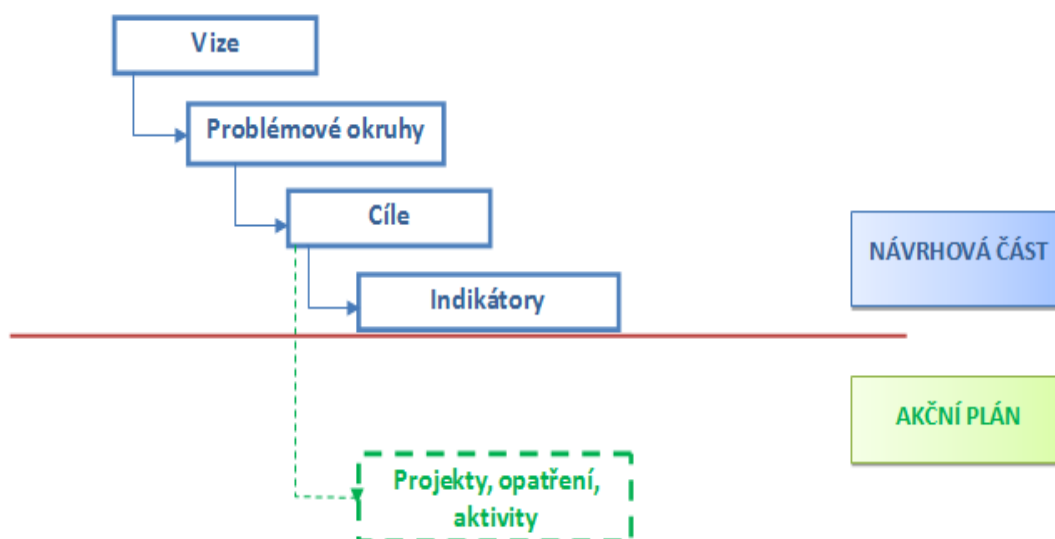 Vize
Problémové okruhy
Cíle
NÁVRHOVÁ ČÁST
Indikátory
AKČNÍ PLÁN
Projekty, opatření,
aktivity